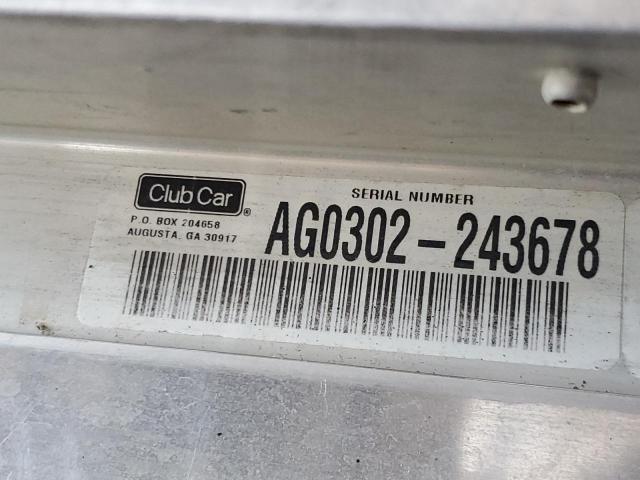 Club Car ®
P.O. BOX 204658
AUGUSTA, GA 30917
SERIAL NUMBER
AG0302-243678